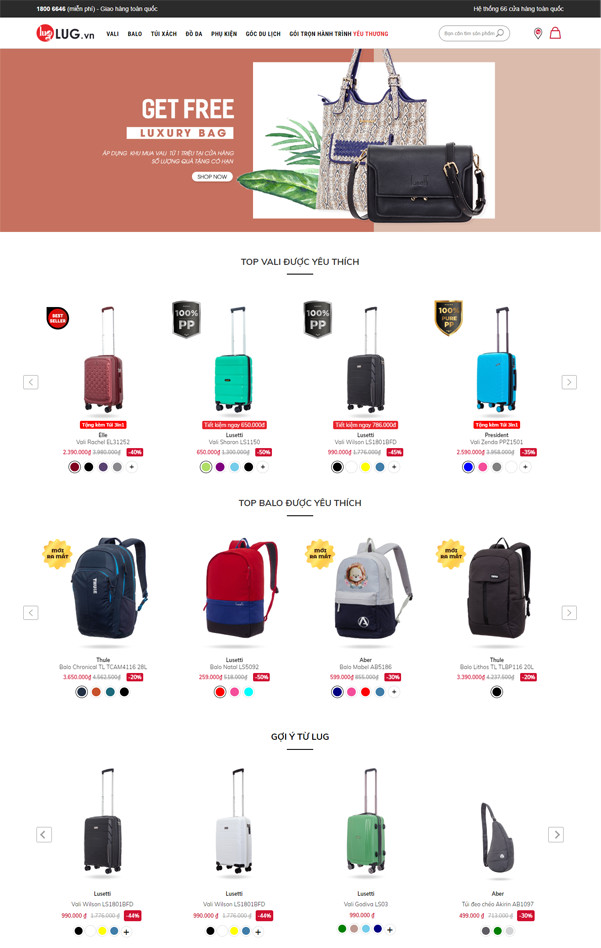 1800 6646 (miễn phí) - Giao hàng toàn quốc
Hệ thống 66 cửa hàng toàn quốc
lug LUG.vn
VALI BALO TÚI XÁCH ĐỒ DA PHỤ KIỆN GÓC DU LỊCH GÓI TRỌN HÀNH TRÌNH YÊU THƯƠNG
Bạn cần tìm sản phẩm
GET FREE
LUXURY BAG
ÁP DỤNG KHI MUA VALI TỪ 1 TRIỆU TẠI CỬA HÀNG
SỐ LƯỢNG QUÀ TẶNG CÓ HẠN
SHOP NOW
TOP VALI ĐƯỢC YÊU THÍCH
BEST SELLER
100% PP
100% PP
100% PURE PP
Tặng kèm Túi 3in1
Tiết kiệm ngay 650.000đ
Tiết kiệm ngay 786.000đ
Tặng kèm Túi 3in1
Elle
Lusetti
Lusetti
President
Vali Rachel EL31252
Vali Sharon LS1150
Vali Wilson LS1801BFD
Vali Zenda PPZ1501
2.390.000₫ 3.980.000₫ -40%
650.000₫ 1,300,000₫ -50%
990.000₫ 1,776,000₫ -45%
2.590.000₫ 3.958.000₫ -35%
+
+
+
+
TOP BALO ĐƯỢC YÊU THÍCH
MỚI RA MẮT
MỚI RA MẮT
MỚI RA MẮT
THULE
Thule
Lusetti
Aber
Thule
Balo Chronical TL TCAM4116 28L
Balo Natal LS5092
Balo Mabel AB5186
Balo Lithos TL TLBP116 20L
3.650.000₫ 4.562.500₫ -20%
259.000₫ 518,000₫ -50%
599.000₫ 855,000₫ -30%
3.390.000₫ 4.237.500₫ -20%
+
GỢI Ý TỪ LUG
Lusetti
Lusetti
Lusetti
Aber
Vali Wilson LS1801BFD
Vali Wilson LS1801BFD
Vali Godiva LS03
Túi đeo chéo Akirin AB1097
990.000 ₫ 1,776,000 ₫ -44%
990.000 ₫ 1,776,000 ₫ -44%
990.000 ₫
499.000 ₫ 713,000 ₫ -30%
+
+
+